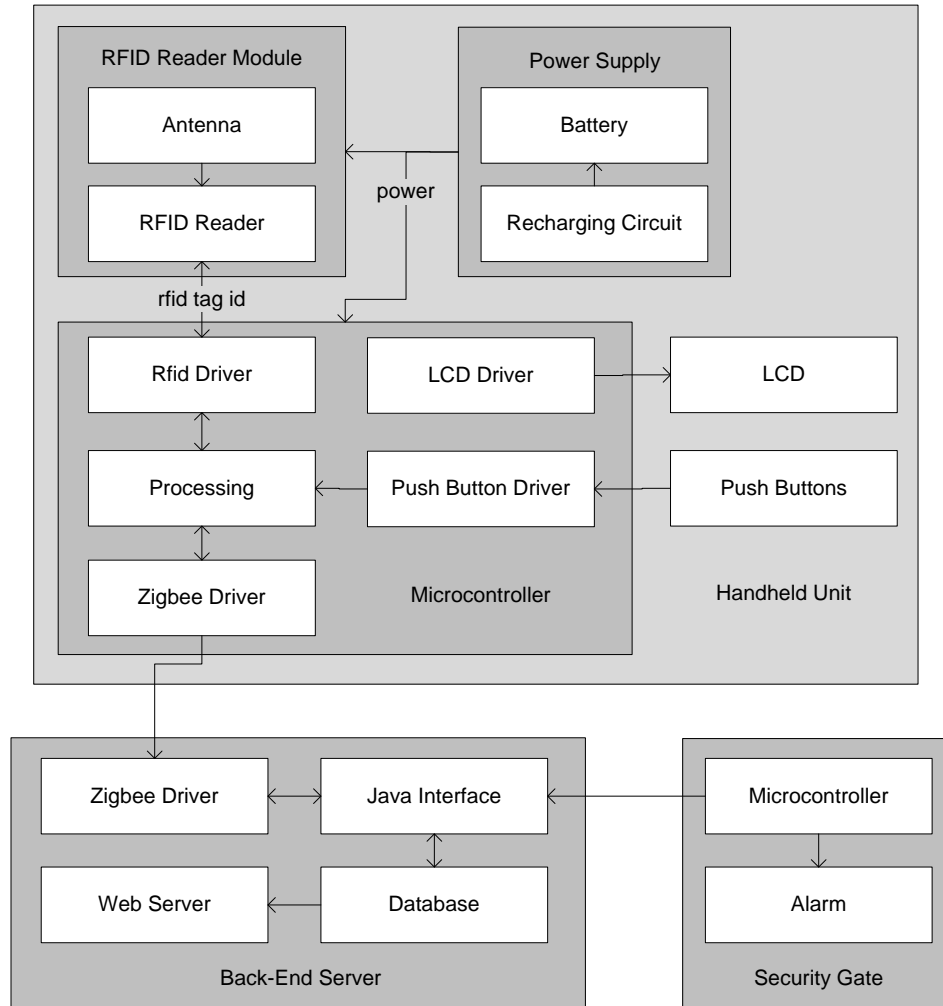 RFID Reader Module
Power Supply
Antenna
Battery
power
RFID Reader
Recharging Circuit
rfid tag id
Rfid Driver
LCD Driver
LCD
Processing
Push Button Driver
Push Buttons
Zigbee Driver
Microcontroller
Handheld Unit
Zigbee Driver
Java Interface
Microcontroller
Web Server
Database
Alarm
Back-End Server
Security Gate